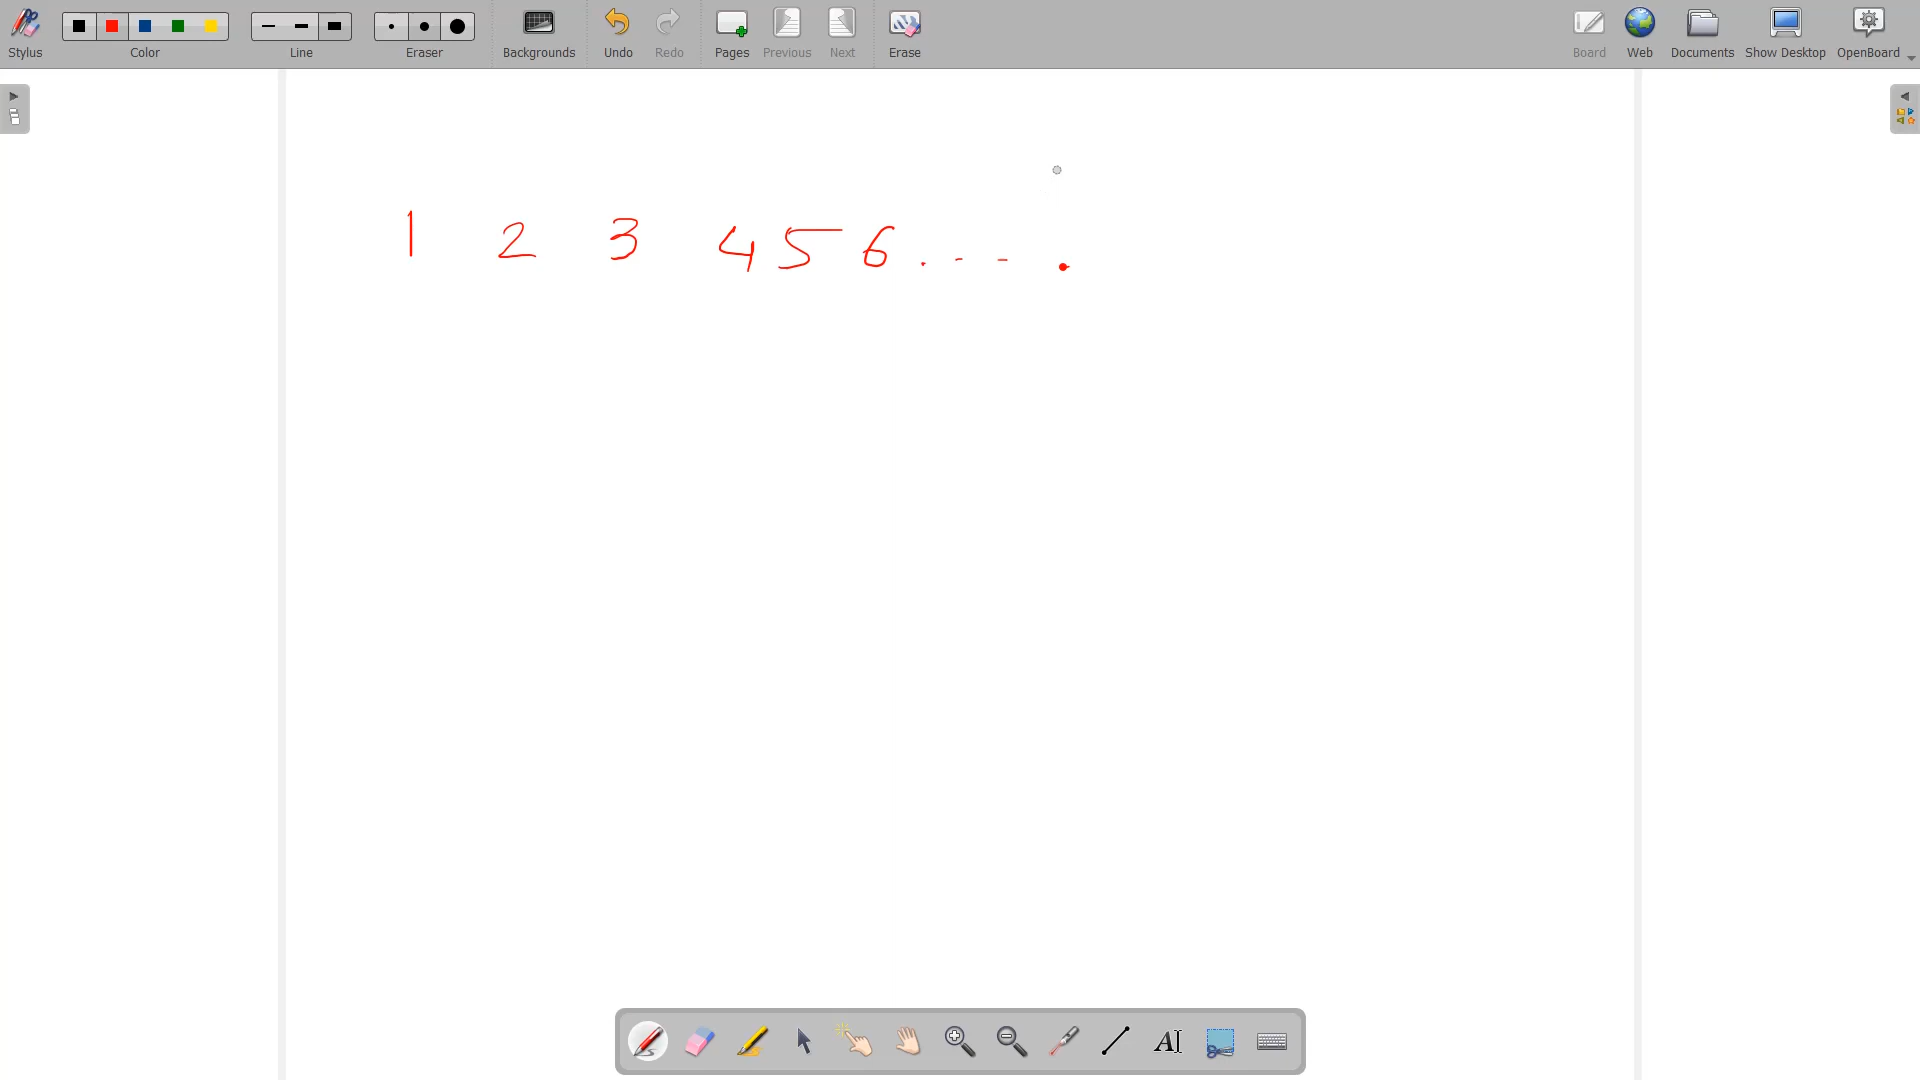 Stylus Color Line Eraser Backgrounds Undo Redo Pages Previous Next Erase Board Web Documents Show Desktop OpenBoard
1 2 3 4 5 6 . . . .